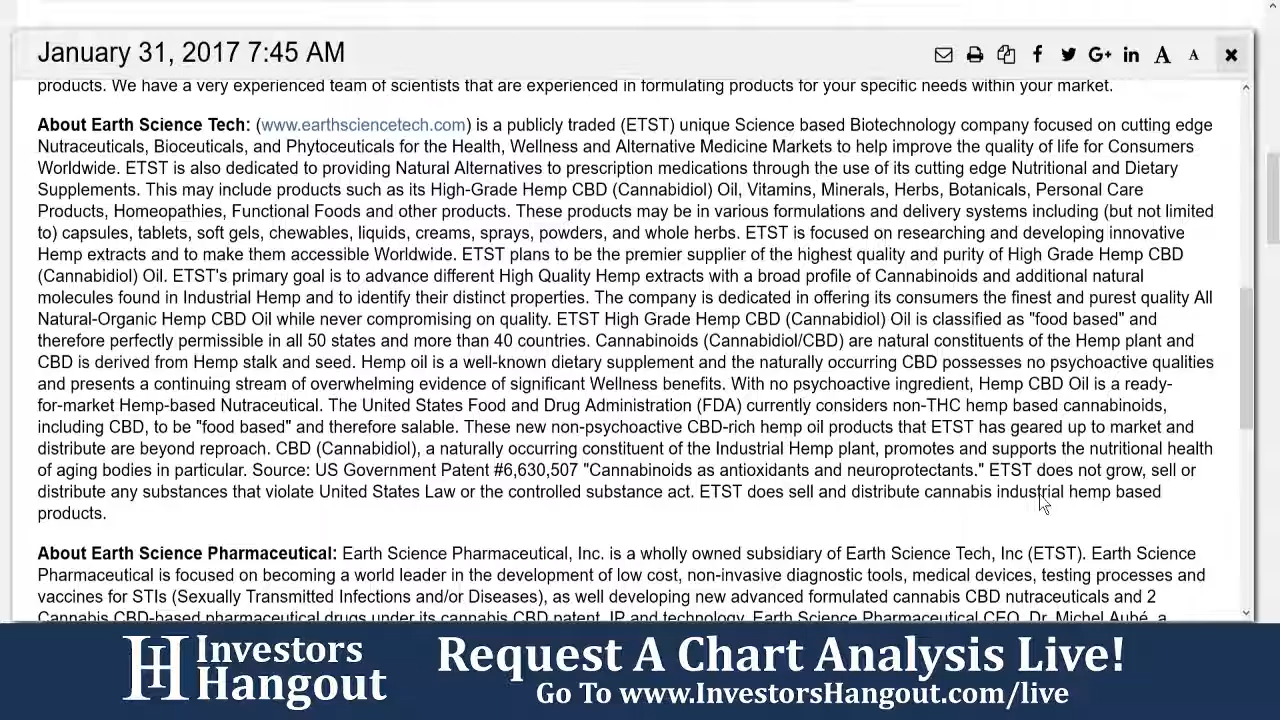 January 31, 2017 7:45 AM
f G+ in A A
products. We have a very experienced team of scientists that are experienced in formulating products for your specific needs within your market.
About Earth Science Tech: (www.earthsciencetech.com) is a publicly traded (ETST) unique Science based Biotechnology company focused on cutting edge
Nutraceuticals, Bioceuticals, and Phytoceuticals for the Health, Wellness and Alternative Medicine Markets to help improve the quality of life for Consumers
Worldwide. ETST is also dedicated to providing Natural Alternatives to prescription medications through the use of its cutting edge Nutritional and Dietary
Supplements. This may include products such as its High-Grade Hemp CBD (Cannabidiol) Oil, Vitamins, Minerals, Herbs, Botanicals, Personal Care
Products, Homeopathies, Functional Foods and other products. These products may be in various formulations and delivery systems including (but not limited
to) capsules, tablets, soft gels, chewables, liquids, creams, sprays, powders, and whole herbs. ETST is focused on researching and developing innovative
Hemp extracts and to make them accessible Worldwide. ETST plans to be the premier supplier of the highest quality and purity of High Grade Hemp CBD
(Cannabidiol) Oil. ETST's primary goal is to advance different High Quality Hemp extracts with a broad profile of Cannabinoids and additional natural
molecules found in Industrial Hemp and to identify their distinct properties. The company is dedicated in offering its consumers the finest and purest quality All
Natural-Organic Hemp CBD Oil while never compromising on quality. ETST High Grade Hemp CBD (Cannabidiol) Oil is classified as "food based" and
therefore perfectly permissible in all 50 states and more than 40 countries. Cannabinoids (Cannabidiol/CBD) are natural constituents of the Hemp plant and
CBD is derived from Hemp stalk and seed. Hemp oil is a well-known dietary supplement and the naturally occurring CBD possesses no psychoactive qualities
and presents a continuing stream of overwhelming evidence of significant Wellness benefits. With no psychoactive ingredient, Hemp CBD Oil is a ready-
for-market Hemp-based Nutraceutical. The United States Food and Drug Administration (FDA) currently considers non-THC hemp based cannabinoids,
including CBD, to be "food based" and therefore salable. These new non-psychoactive CBD-rich hemp oil products that ETST has geared up to market and
distribute are beyond reproach. CBD (Cannabidiol), a naturally occurring constituent of the Industrial Hemp plant, promotes and supports the nutritional health
of aging bodies in particular. Source: US Government Patent #6,630,507 "Cannabinoids as antioxidants and neuroprotectants." ETST does not grow, sell or
distribute any substances that violate United States Law or the controlled substance act. ETST does sell and distribute cannabis industrial hemp based
products.
About Earth Science Pharmaceutical: Earth Science Pharmaceutical, Inc. is a wholly owned subsidiary of Earth Science Tech, Inc (ETST). Earth Science
Pharmaceutical is focused on becoming a world leader in the development of low cost, non-invasive diagnostic tools, medical devices, testing processes and
vaccines for STIs (Sexually Transmitted Infections and/or Diseases), as well developing new advanced formulated cannabis CBD nutraceuticals and 2
Cannabis CBD-based pharmaceutical drugs under its cannabis CBD patent, IP and technology. Earth Science Pharmaceutical CEO, Dr. Michel Aubé, a
Investors
Hangout
Request A Chart Analysis Live!
Go To www.InvestorsHangout.com/live